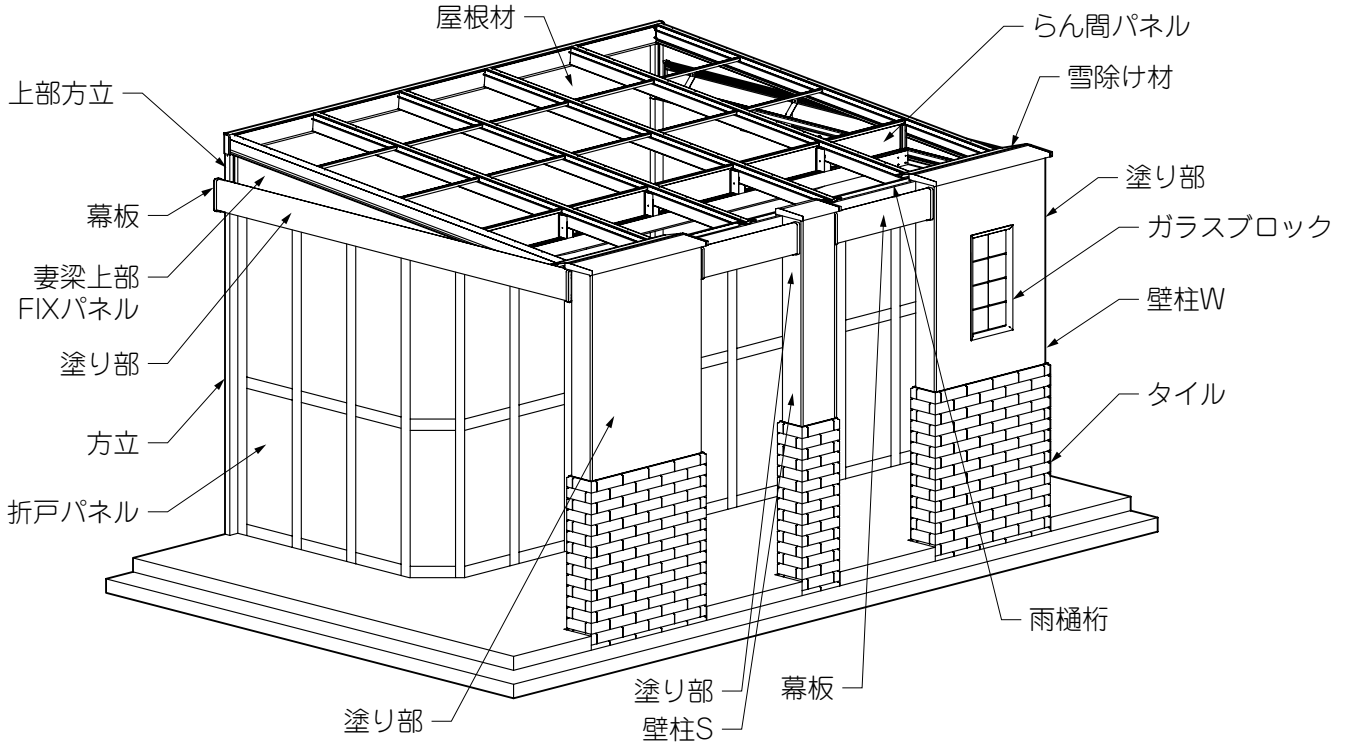 屋根材
らん間パネル
雪除け材
上部方立
塗り部
幕板
ガラスブロック
妻梁上部
FIXパネル
壁柱W
塗り部
タイル
方立
折戸パネル
雨樋桁
塗り部
幕板
塗り部
壁柱S